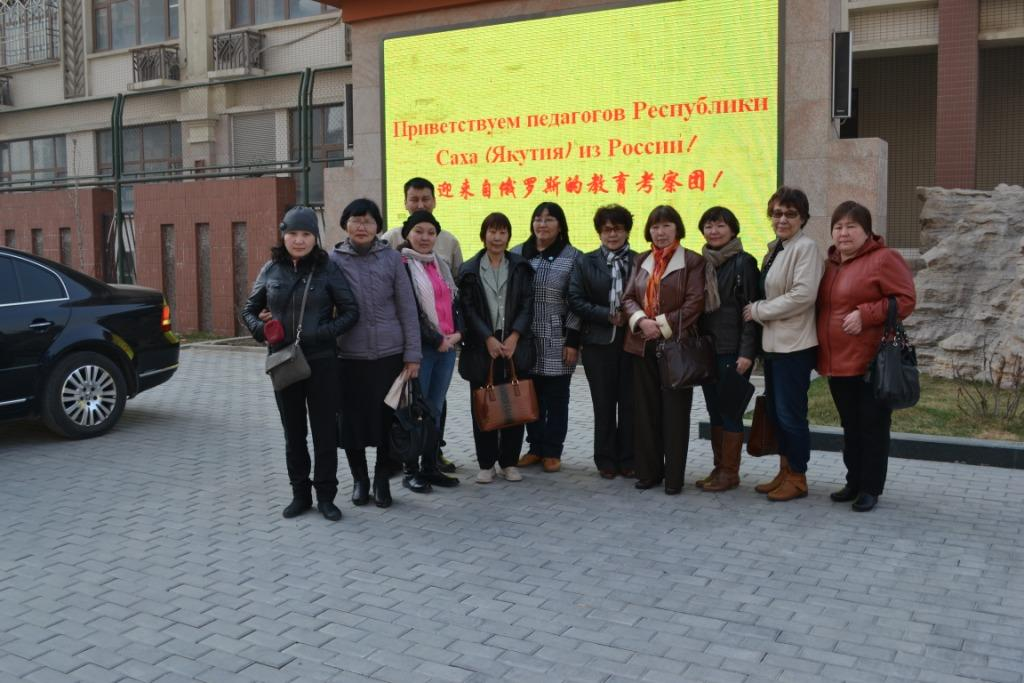 Приветствуем педагогов Республики
Саха (Якутия) из России!
迎来自俄罗斯的教育考察团!